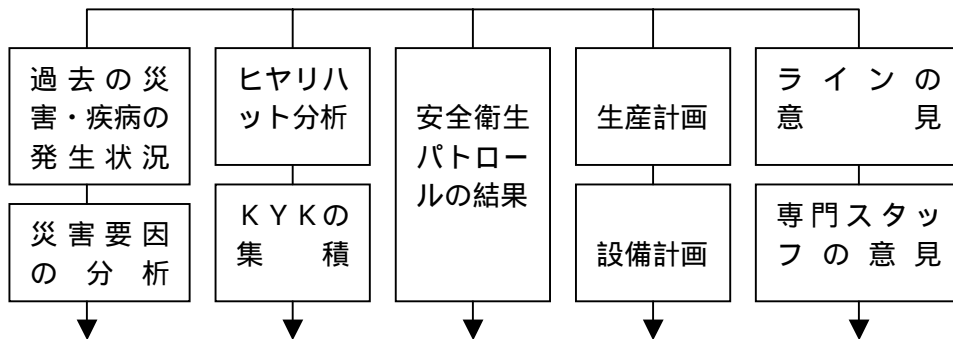 過去の災
害・疾病の
発生状況
災害要因
の分析
ヒヤリハ
ット分析
ＫＹＫの
集積
安全衛生
パトロー
ルの結果
生産計画
設備計画
ラインの
意見
専門スタッ
フの意見